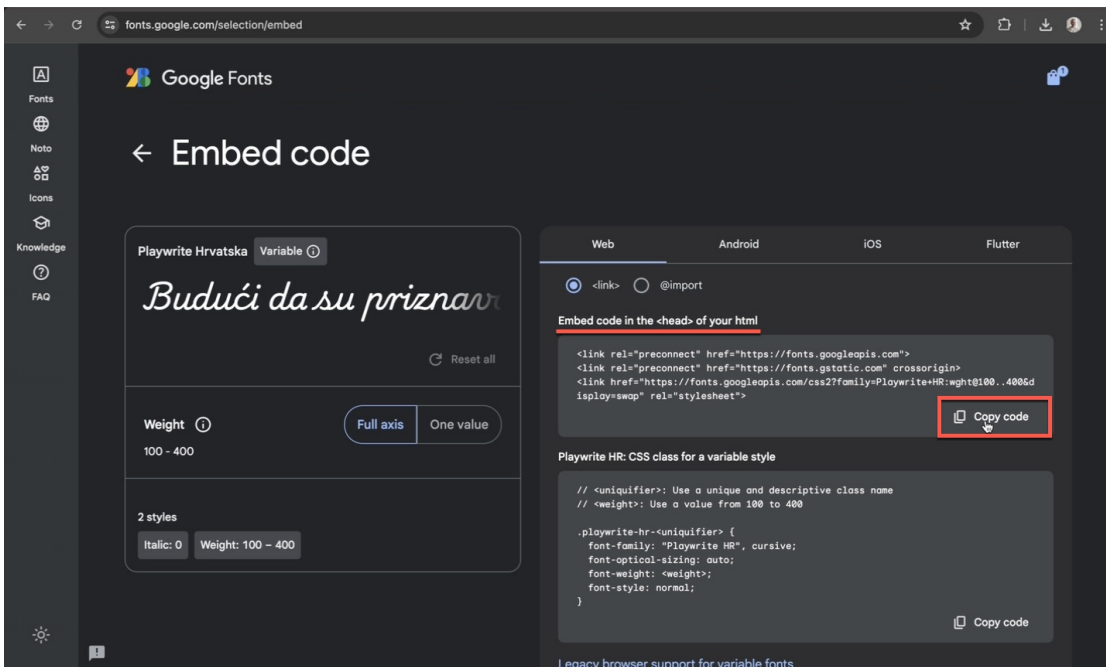 fonts.google.com/selection/embed
Google Fonts
1
Fonts
Noto
Icons
Knowledge
FAQ
Embed code
Playwrite Hrvatska
Variable
Budući da su priznav
Reset all
Weight
Full axis
One value
100 - 400
2 styles
Italic: 0
Weight: 100 – 400
Web
Android
iOS
Flutter
<link>
@import
Embed code in the <head> of your html
<link rel="preconnect" href="https://fonts.googleapis.com">
<link rel="preconnect" href="https://fonts.gstatic.com" crossorigin>
<link href="https://fonts.googleapis.com/css2?family=Playwrite+HR:wght@100..400&d
isplay=swap" rel="stylesheet">
Copy code
Playwrite HR: CSS class for a variable style
// <uniquifier>: Use a unique and descriptive class name
// <weight>: Use a value from 100 to 400
.playwrite-hr-<uniquifier> {
font-family: "Playwrite HR", cursive;
font-optical-sizing: auto;
font-weight: <weight>;
font-style: normal;
}
Copy code
Legacy browser support for variable fonts